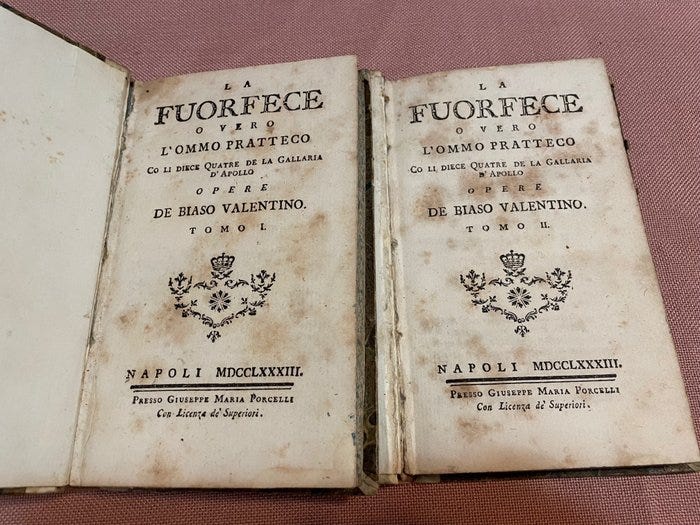 LA
FUORFECE
OVERO
L'OMMO PRATTECO
CO LI DIECE QUATRE DE LA GALLARIA
D'APOLLO
OPERE
DE BIASO VALENTINO.
TOMO I.
NAPOLI MDCCLXXXIII.
PRESSO GIUSEPPE MARIA PORCELLI
Con Licenza de' Superiori.
LA
FUORFECE
OVERO
L'OMMO PRATTECO
CO LI DIECE QUATRE DE LA GALLARIA
D'APOLLO
OPERE
DE BIASO VALENTINO.
TOMO II.
NAPOLI MDCCLXXXIII.
PRESSO GIUSEPPE MARIA PORCELLI
Con Licenza de' Superiori.